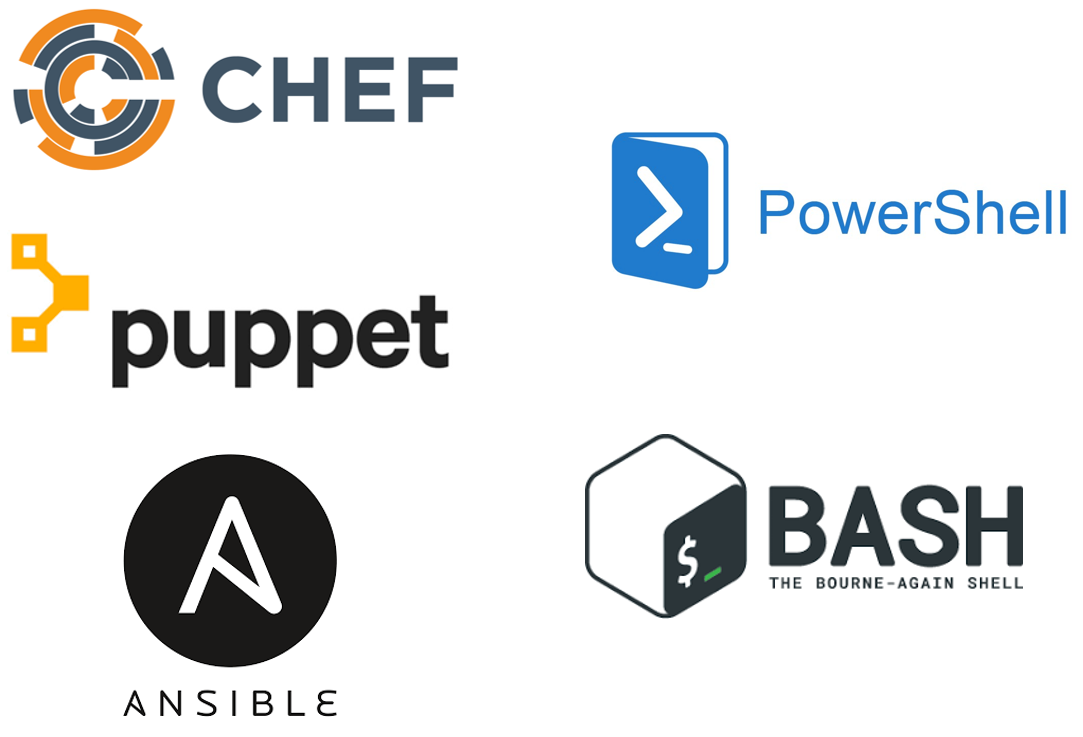 CHEF
PowerShell
puppet
BASH
THE BOURNE-AGAIN SHELL
ANSIBLE